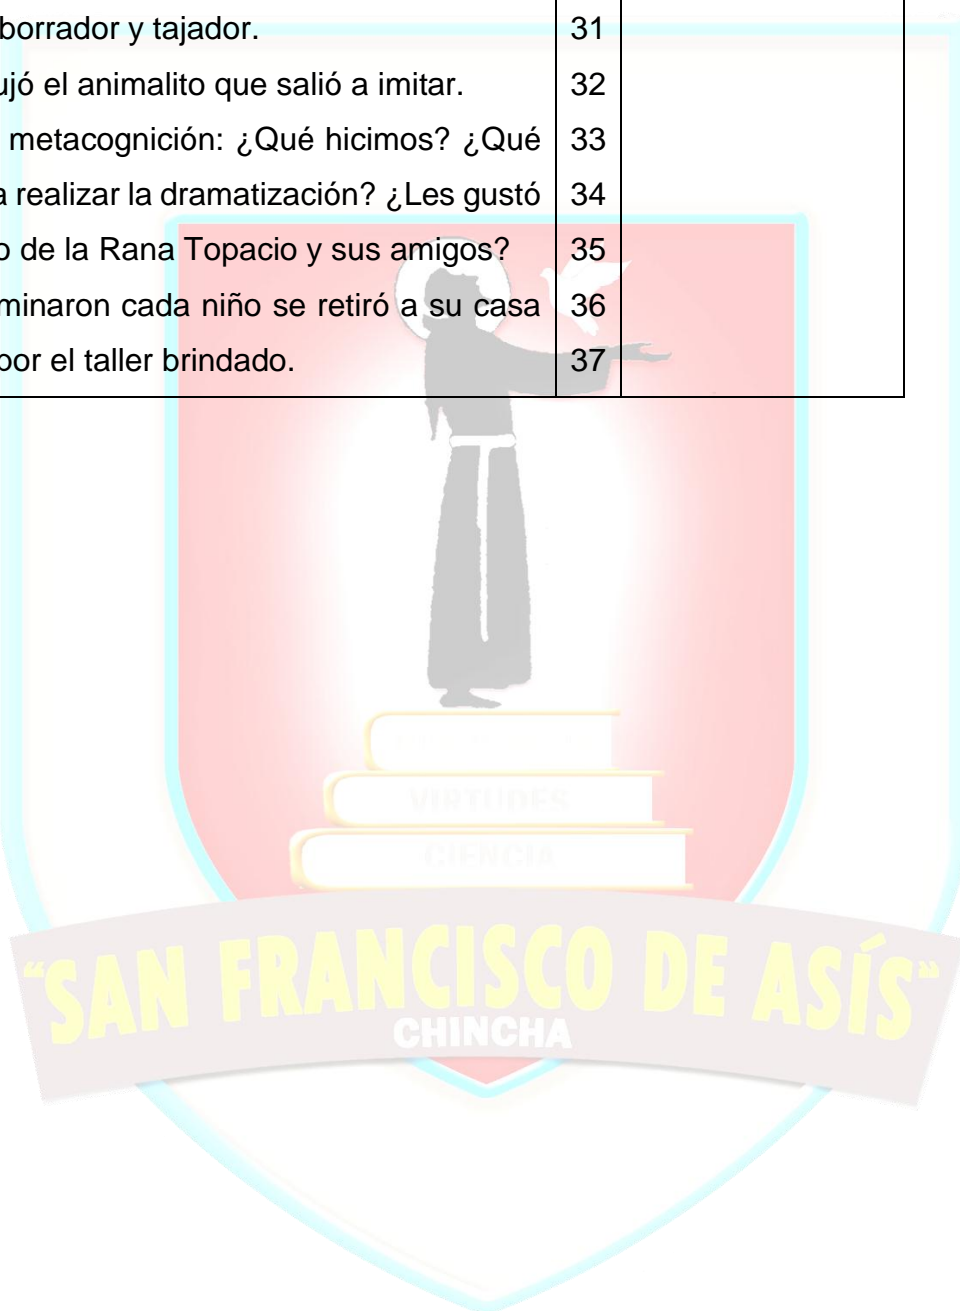 borrador y tajador. 31
ujó el animalito que salió a imitar. 32
metacognición: ¿Qué hicimos? ¿Qué 33
a realizar la dramatización? ¿Les gustó 34
o de la Rana Topacio y sus amigos? 35
minaron cada niño se retiró a su casa 36
por el taller brindado. 37
VIRTUDES
CIENCIA
"SAN FRANCISCO DE ASÍS"
CHINCHA